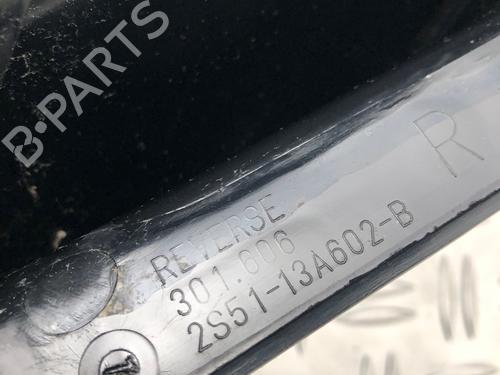 B-PARTS
R
REVERSE
301.606
2S51-13A602-B